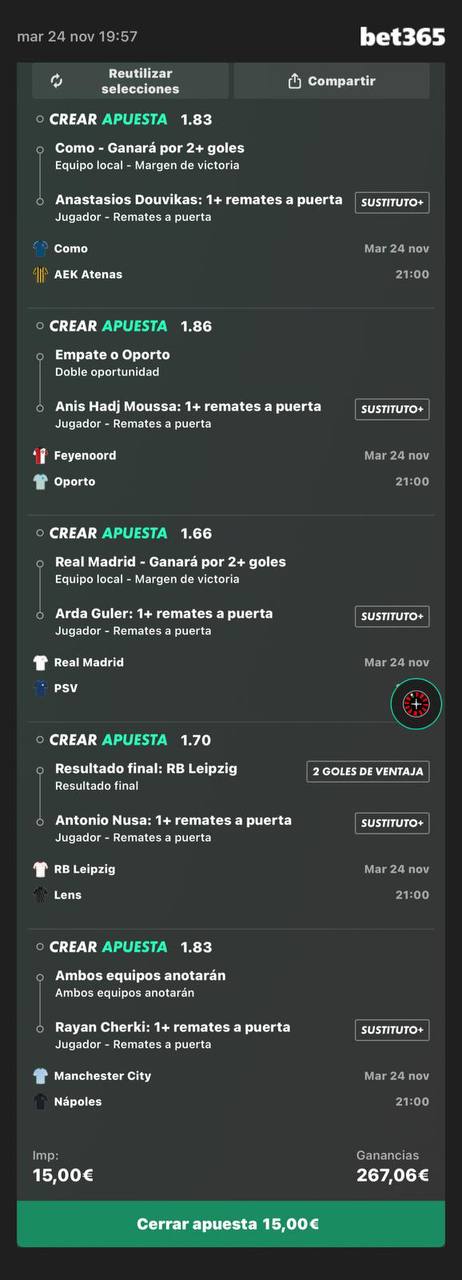 mar 24 nov 19:57
bet365
Reutilizar
selecciones
Compartir
CREAR APUESTA 1.83
Como - Ganará por 2+ goles
Equipo local - Margen de victoria
Anastasios Douvikas: 1+ remates a puerta
SUSTITUTO+
Jugador - Remates a puerta
Como
Mar 24 nov
AEK Atenas
21:00
CREAR APUESTA 1.86
Empate o Oporto
Doble oportunidad
Anis Hadj Moussa: 1+ remates a puerta
SUSTITUTO+
Jugador - Remates a puerta
Feyenoord
Mar 24 nov
Oporto
21:00
CREAR APUESTA 1.66
Real Madrid - Ganará por 2+ goles
Equipo local - Margen de victoria
Arda Guler: 1+ remates a puerta
SUSTITUTO+
Jugador - Remates a puerta
Real Madrid
Mar 24 nov
PSV
CREAR APUESTA 1.70
Resultado final: RB Leipzig
2 GOLES DE VENTAJA
Resultado final
Antonio Nusa: 1+ remates a puerta
SUSTITUTO+
Jugador - Remates a puerta
RB Leipzig
Mar 24 nov
Lens
21:00
CREAR APUESTA 1.83
Ambos equipos anotarán
Ambos equipos anotarán
Rayan Cherki: 1+ remates a puerta
SUSTITUTO+
Jugador - Remates a puerta
Manchester City
Mar 24 nov
Nápoles
21:00
Imp:
Ganancias
15,00€
267,06€
Cerrar apuesta 15,00€